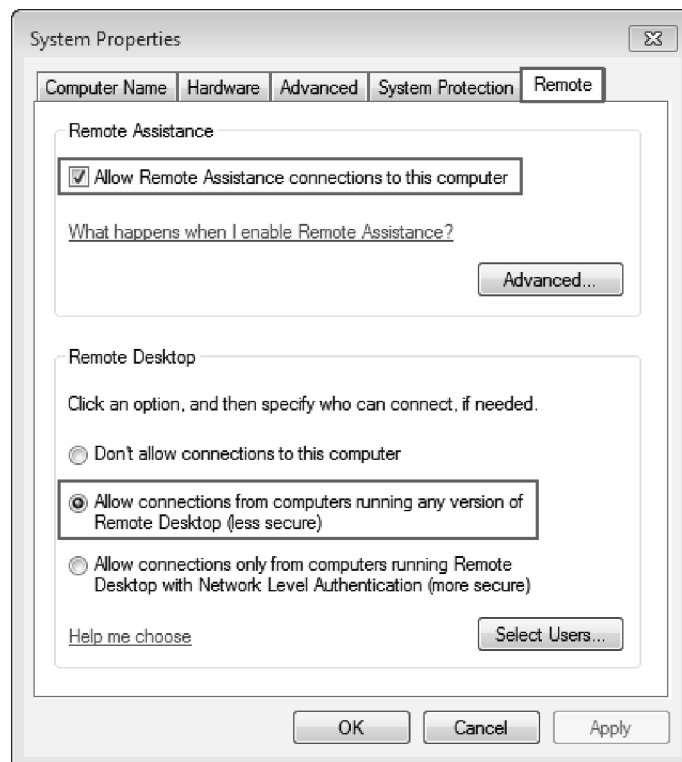 System Properties
Computer Name Hardware Advanced System Protection Remote
Remote Assistance
Allow Remote Assistance connections to this computer
What happens when I enable Remote Assistance?
Advanced...
Remote Desktop
Click an option, and then specify who can connect, if needed.
Don't allow connections to this computer
Allow connections from computers running any version of
Remote Desktop (less secure)
Allow connections only from computers running Remote
Desktop with Network Level Authentication (more secure)
Help me choose
Select Users...
OK Cancel Apply